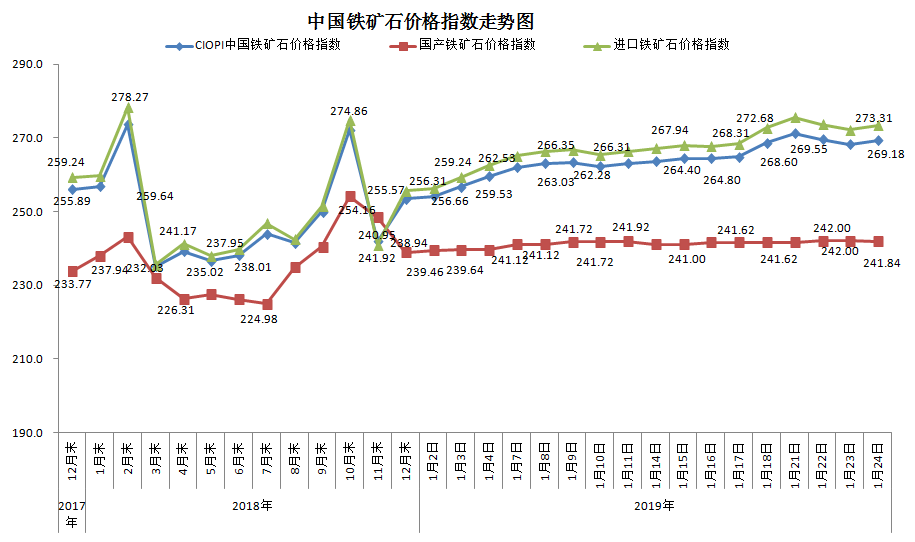 中国铁矿石价格指数走势图
CIOPI中国铁矿石价格指数 国产铁矿石价格指数 进口铁矿石价格指数
290.0
270.0
250.0
230.0
210.0
190.0
278.27
274.86
259.24
255.89
259.64
241.17
237.95
233.77
237.94
232.03
235.02
238.01
226.31
224.98
254.16
255.57
240.95
241.92
238.94
256.31
256.66
259.24
262.53
259.53
266.35
263.03
262.28
266.31
267.94
264.40
268.31
264.80
272.68
268.60
269.55
273.31
269.18
239.46
239.64
241.12
241.12
241.72
241.72
241.92
241.00
241.62
241.62
242.00
242.00
241.84
12月末
1月末
2月末
3月末
4月末
5月末
6月末
7月末
8月末
9月末
10月末
11月末
12月末
1月2日
1月3日
1月4日
1月7日
1月8日
1月9日
1月10日
1月11日
1月14日
1月15日
1月16日
1月17日
1月18日
1月21日
1月22日
1月23日
1月24日
2017
年
2018年
2019年